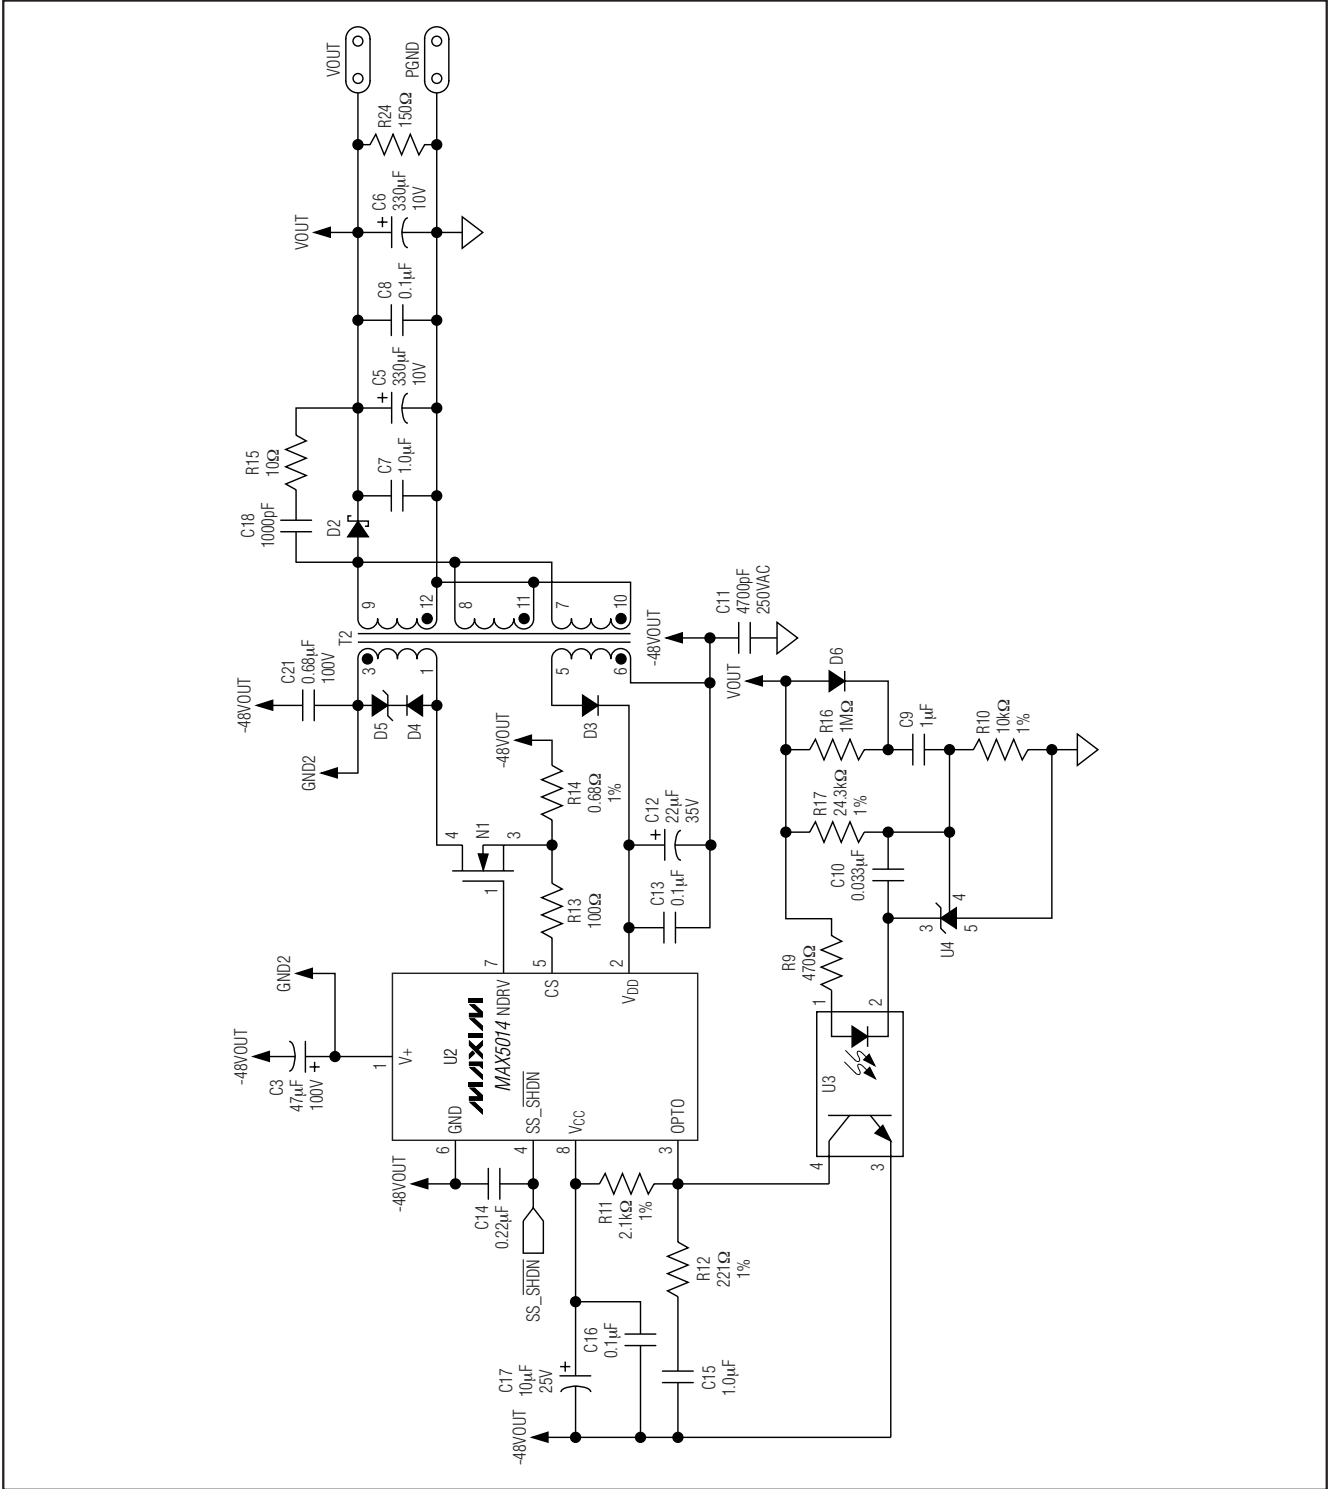 VOUT
PGND
R24
150Ω
VOUT
C6
330µF
10V
C8
0.1µF
C5
330µF
10V
C7
1.0µF
R15
10Ω
C18
1000pF
D2
T2
9
12
8
11
7
10
3
1
5
6
-48VOUT
C21
0.68µF
100V
GND2
D5
D4
D3
-48VOUT
C11
4700pF
250VAC
-48VOUT
R14
0.68Ω
1%
4
N1
3
1
R13
100Ω
C12
22µF
35V
C13
0.1µF
GND2
-48VOUT
C3
47µF
100V
1
V+
7
NDRV
5
CS
2
VDD
U2
MAXIM
MAX5014
6
GND
4
SS_SHDN
8
VCC
3
OPTO
-48VOUT
C14
0.22µF
SS_SHDN
R11
2.1kΩ
1%
R12
221Ω
1%
C17
10µF
25V
C16
0.1µF
C15
1.0µF
-48VOUT
VOUT
D6
R16
1MΩ
C9
1µF
R10
10kΩ
1%
R17
24.3kΩ
1%
C10
0.033µF
3
4
5
U4
R9
470Ω
1
2
U3
4
3